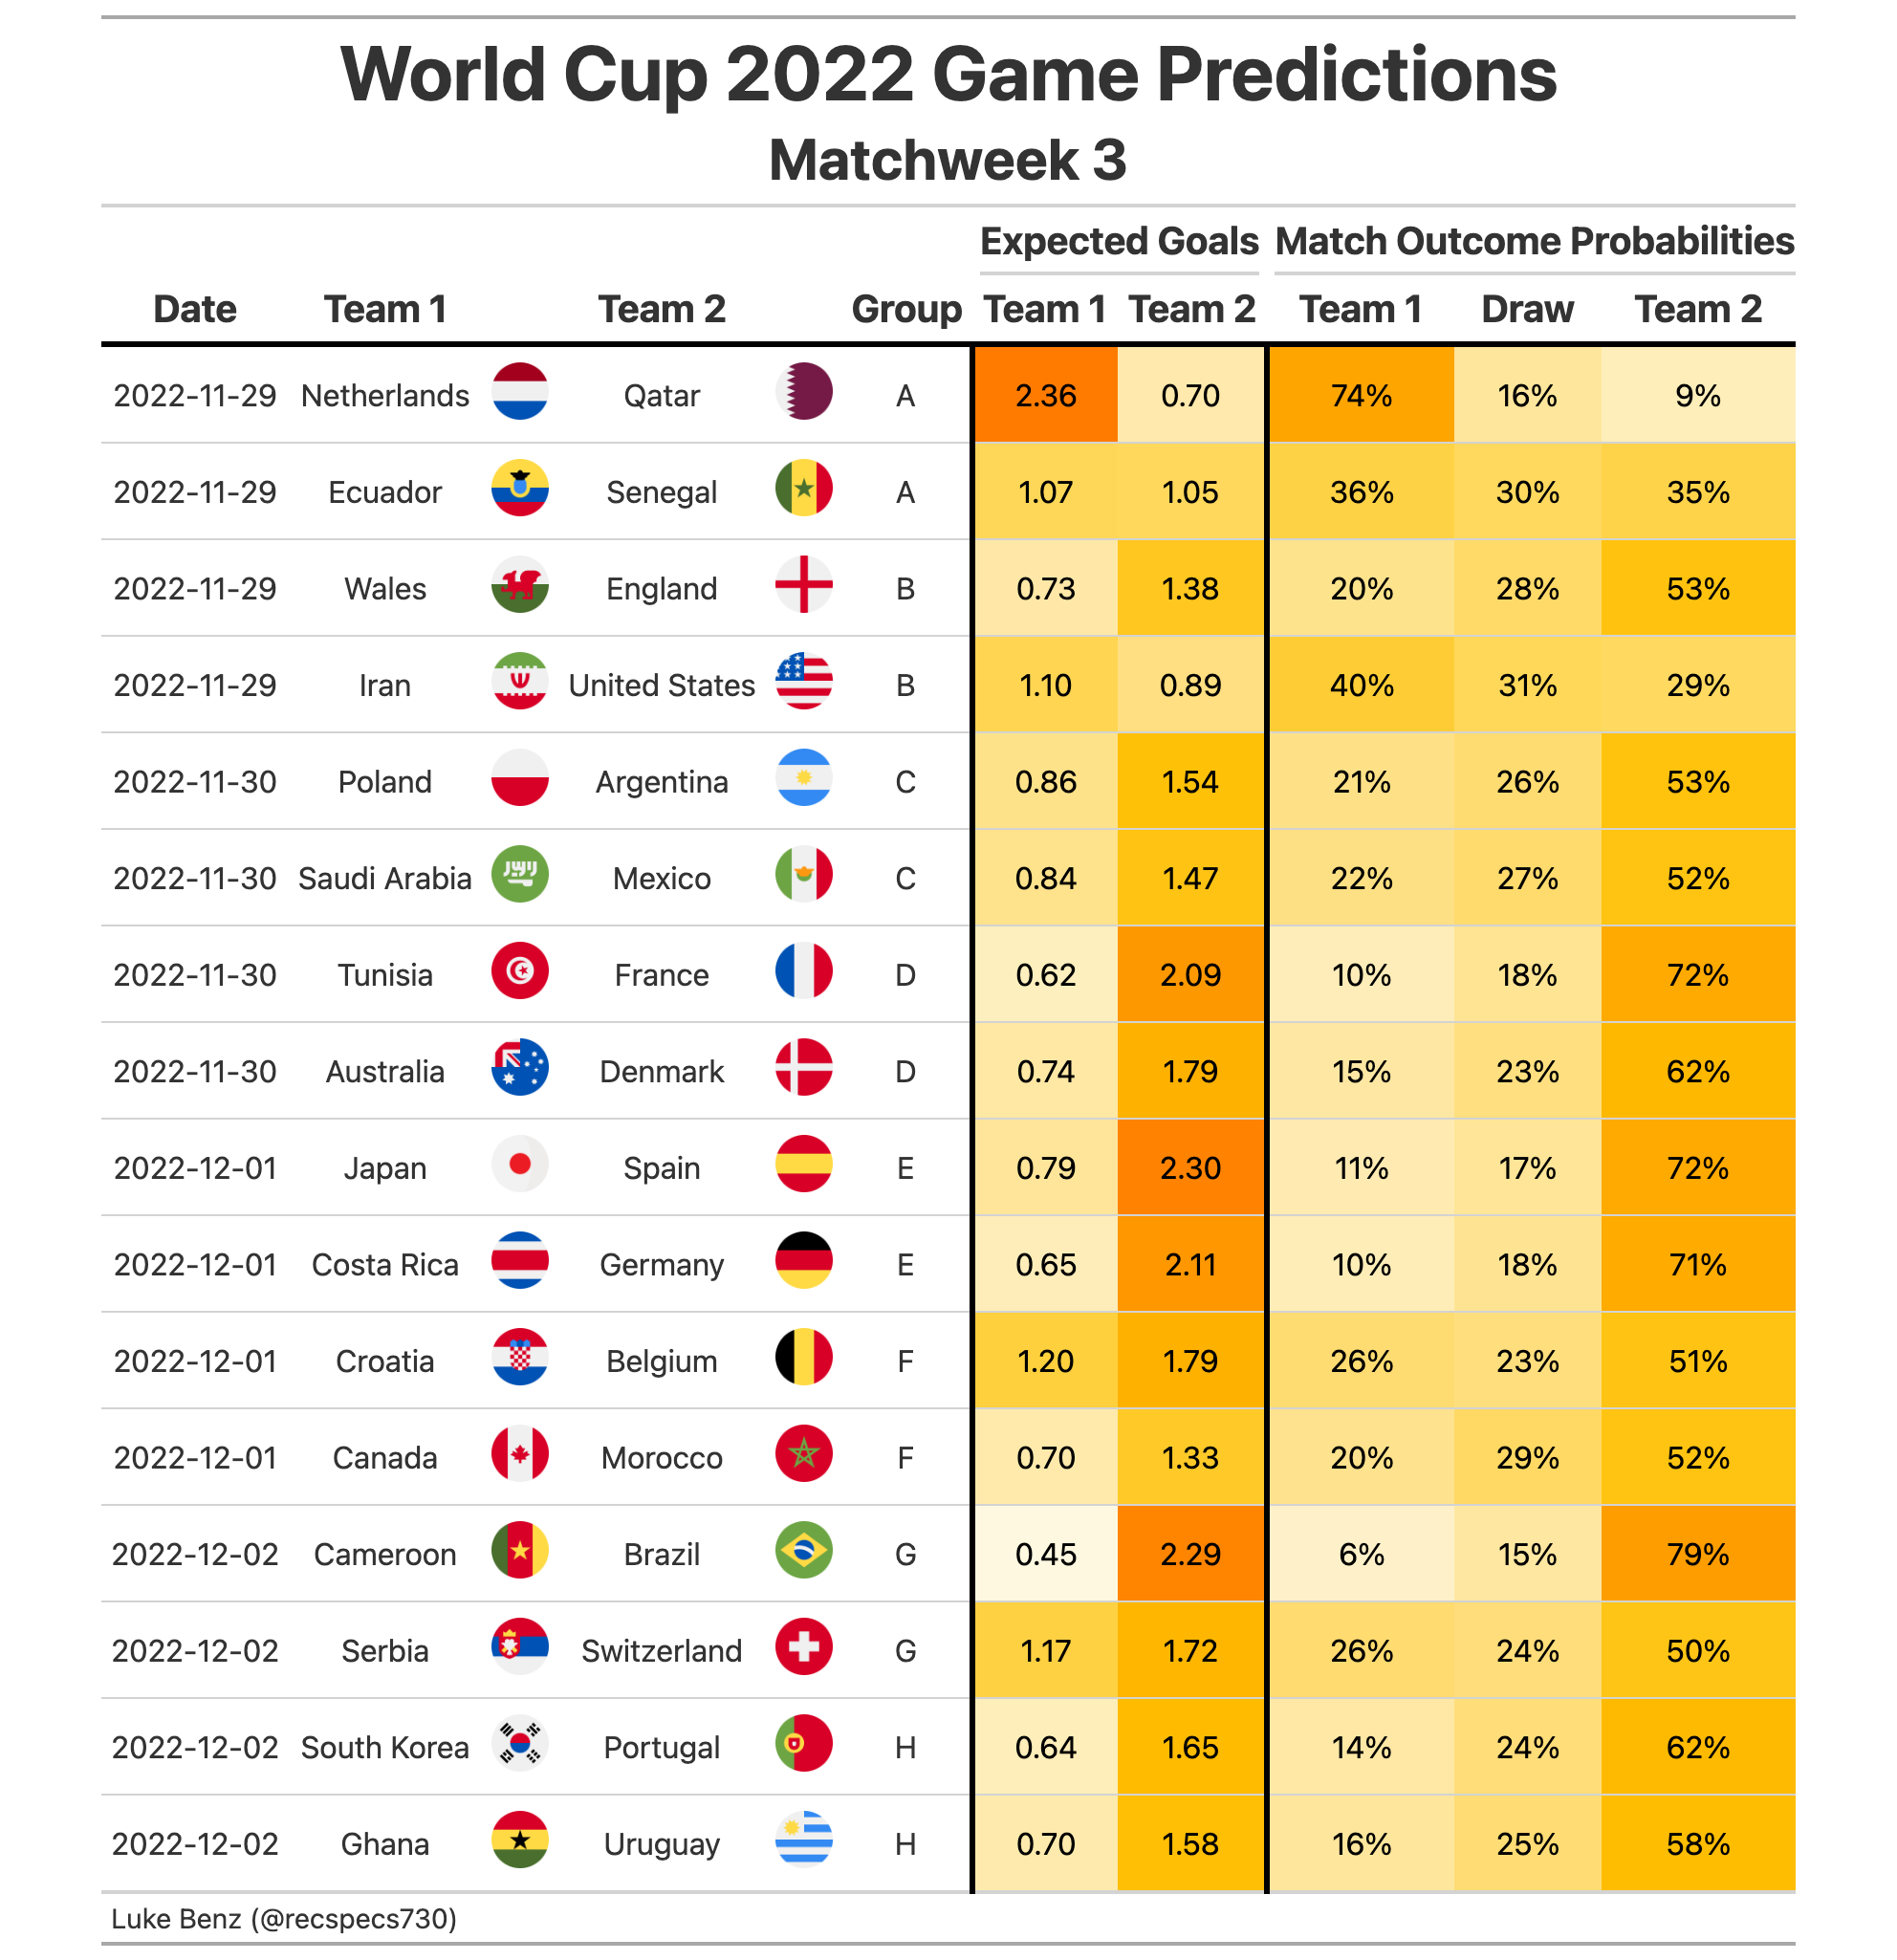 World Cup 2022 Game Predictions
Matchweek 3
Expected Goals Match Outcome Probabilities
Date Team 1 Team 2 Group Team 1 Team 2 Team 1 Draw Team 2
2022-11-29 Netherlands Qatar A 2.36 0.70 74% 16% 9%
2022-11-29 Ecuador Senegal A 1.07 1.05 36% 30% 35%
2022-11-29 Wales England B 0.73 1.38 20% 28% 53%
2022-11-29 Iran United States B 1.10 0.89 40% 31% 29%
2022-11-30 Poland Argentina C 0.86 1.54 21% 26% 53%
2022-11-30 Saudi Arabia Mexico C 0.84 1.47 22% 27% 52%
2022-11-30 Tunisia France D 0.62 2.09 10% 18% 72%
2022-11-30 Australia Denmark D 0.74 1.79 15% 23% 62%
2022-12-01 Japan Spain E 0.79 2.30 11% 17% 72%
2022-12-01 Costa Rica Germany E 0.65 2.11 10% 18% 71%
2022-12-01 Croatia Belgium F 1.20 1.79 26% 23% 51%
2022-12-01 Canada Morocco F 0.70 1.33 20% 29% 52%
2022-12-02 Cameroon Brazil G 0.45 2.29 6% 15% 79%
2022-12-02 Serbia Switzerland G 1.17 1.72 26% 24% 50%
2022-12-02 South Korea Portugal H 0.64 1.65 14% 24% 62%
2022-12-02 Ghana Uruguay H 0.70 1.58 16% 25% 58%
Luke Benz (@recspecs730)